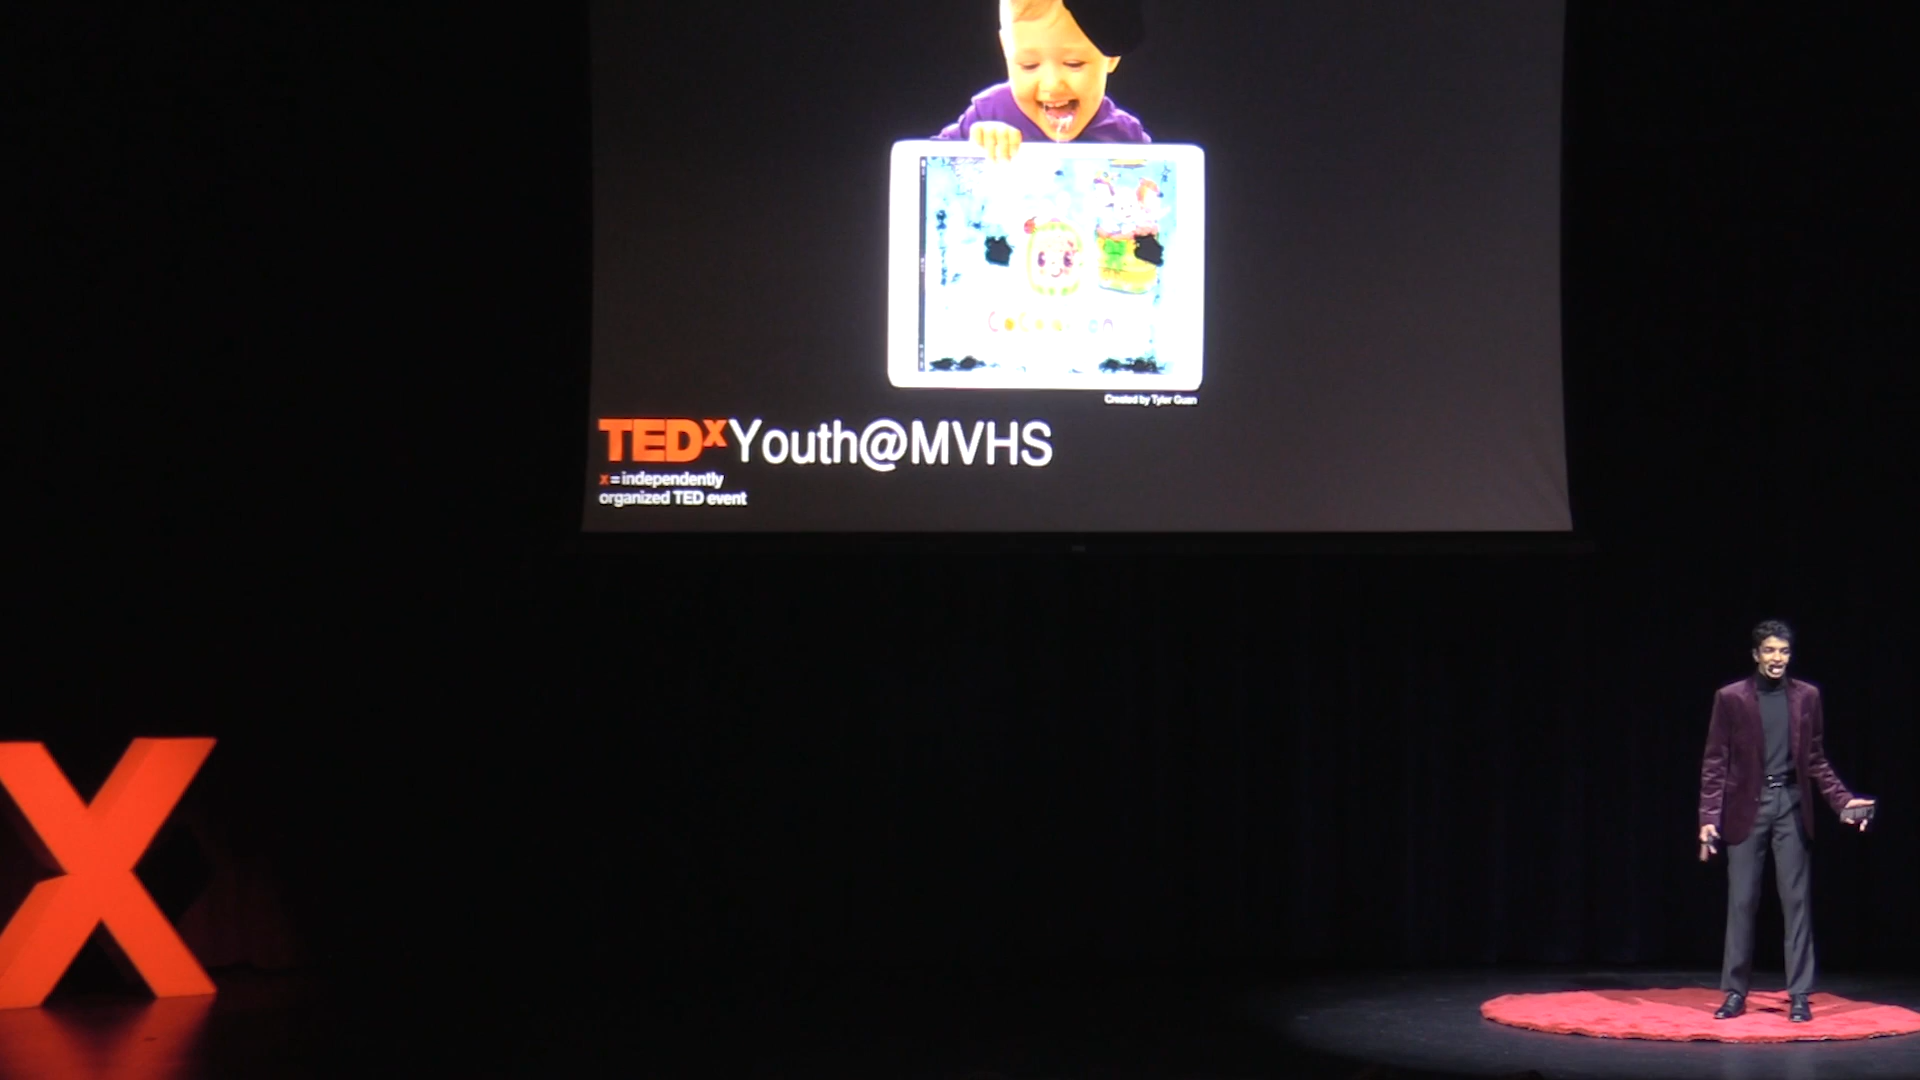 Created by Tyler Guan
TEDxYouth@MVHS
x = independently
organized TED event
X